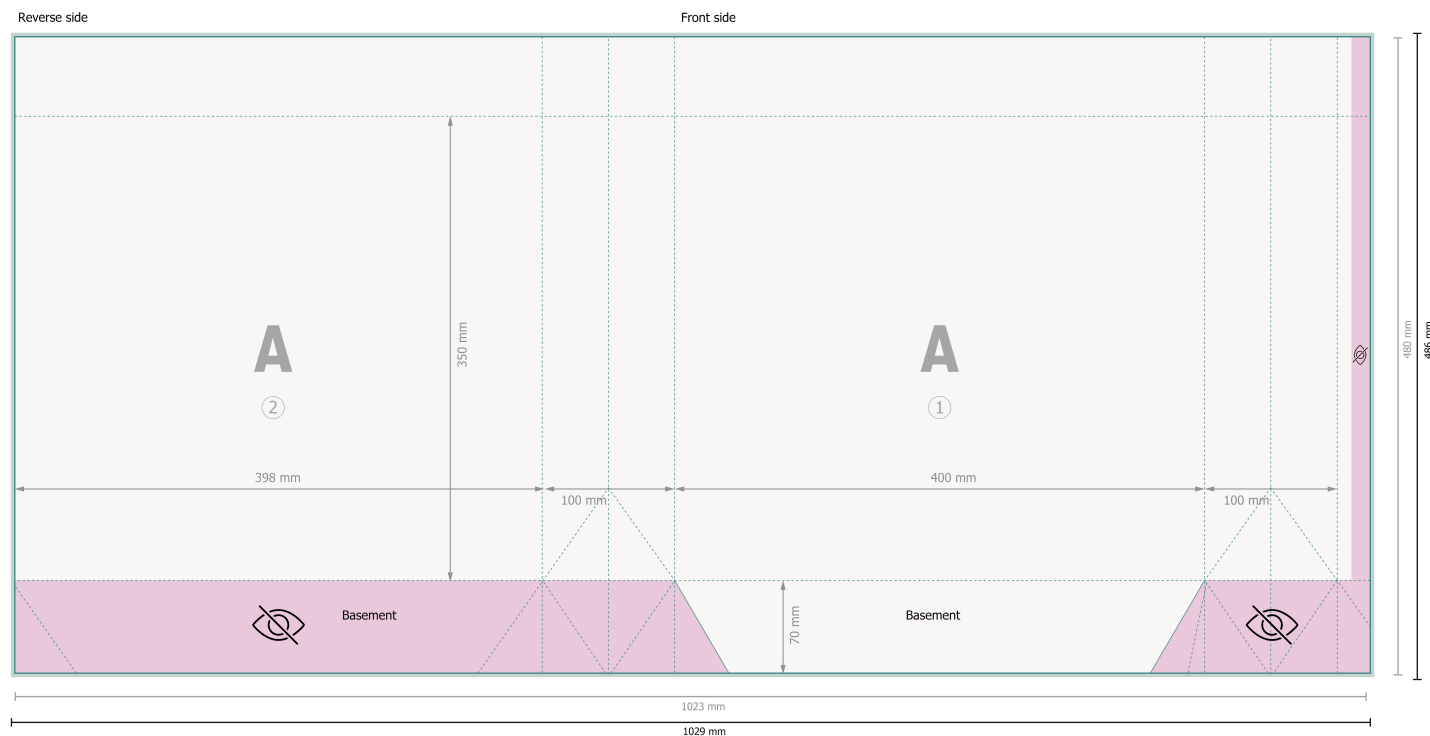 Reverse side
Front side
350 mm
480 mm
486 mm
A
A
2
1
398 mm
400 mm
100 mm
100 mm
Basement
Basement
70 mm
1023 mm
1029 mm